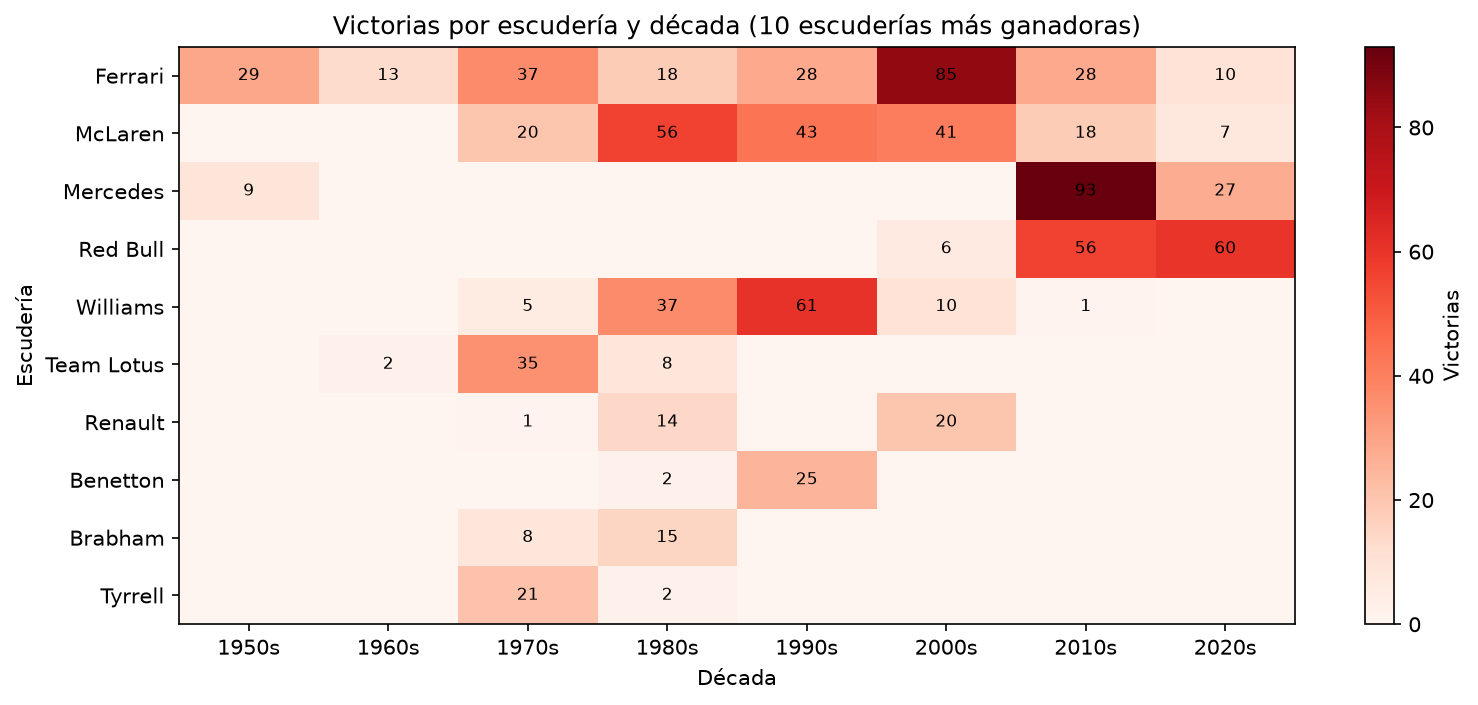 Victorias por escudería y década (10 escuderías más ganadoras)
Ferrari 29 13 37 18 28 85 28 10
McLaren 20 56 43 41 18 7
Mercedes 9 93 27
Red Bull 6 56 60
Williams 5 37 61 10 1
Team Lotus 2 35 8
Renault 1 14 20
Benetton 2 25
Brabham 8 15
Tyrrell 21 2
1950s 1960s 1970s 1980s 1990s 2000s 2010s 2020s
Década
Escudería
80
60
40
20
0
Victorias